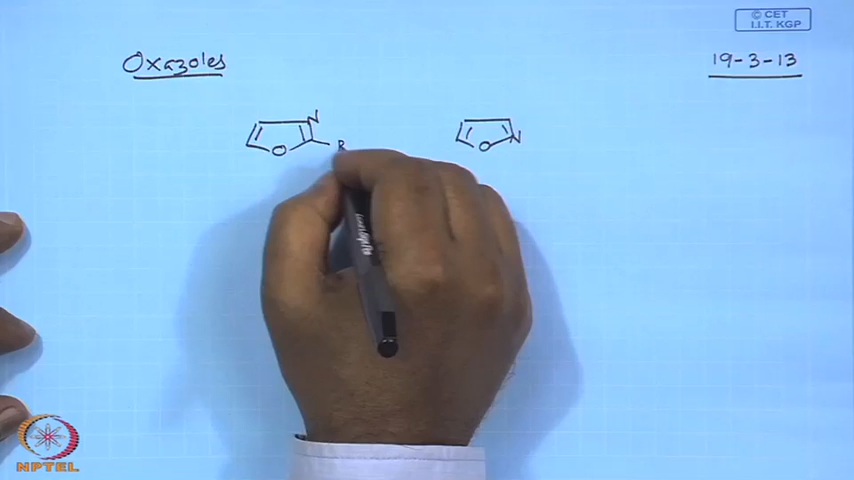 © CET
I.I.T. KGP
Oxazoles
19-3-13
N
O
R
O
N
NPTEL